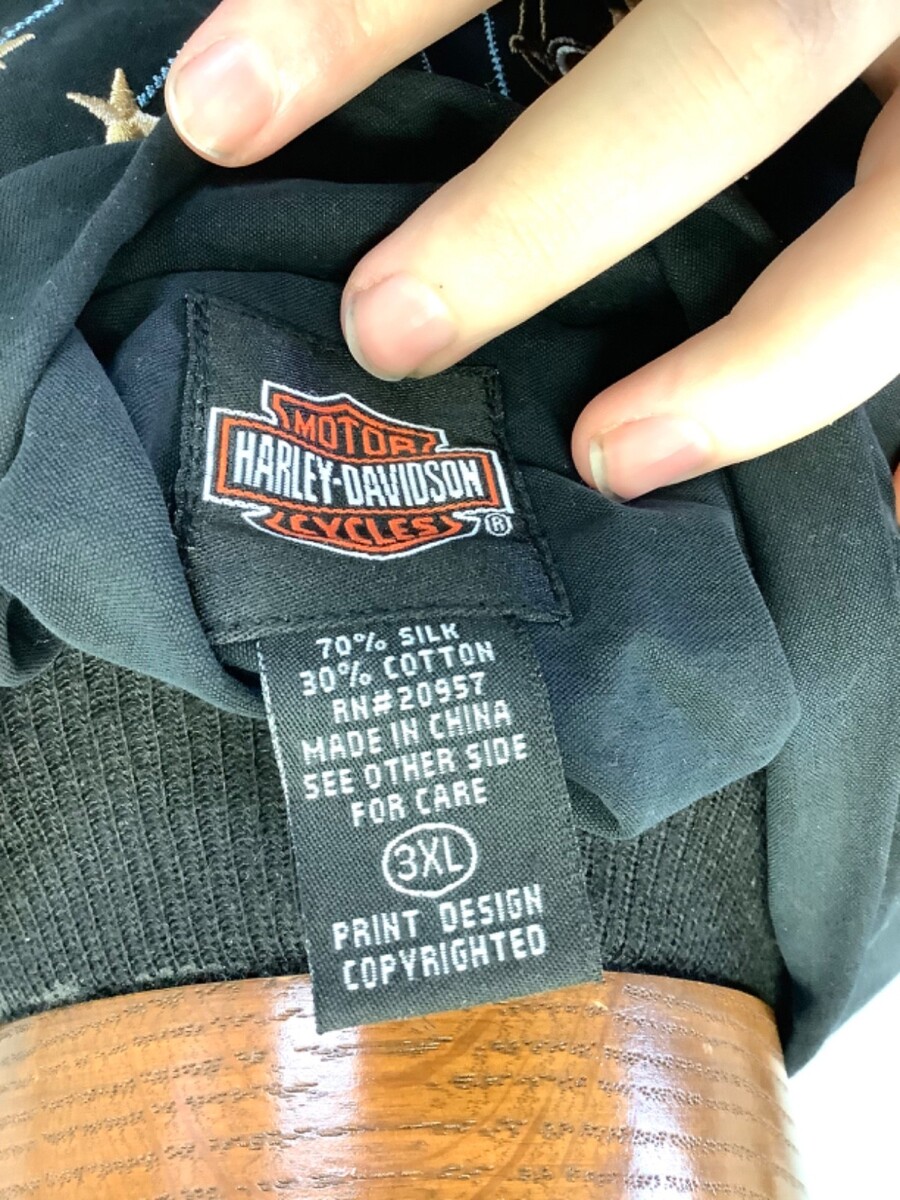 MOTOR
HARLEY-DAVIDSON
CYCLES ®
70% SILK
30% COTTON
RN#20957
MADE IN CHINA
SEE OTHER SIDE
FOR CARE
3XL
PRINT DESIGN
COPYRIGHTED